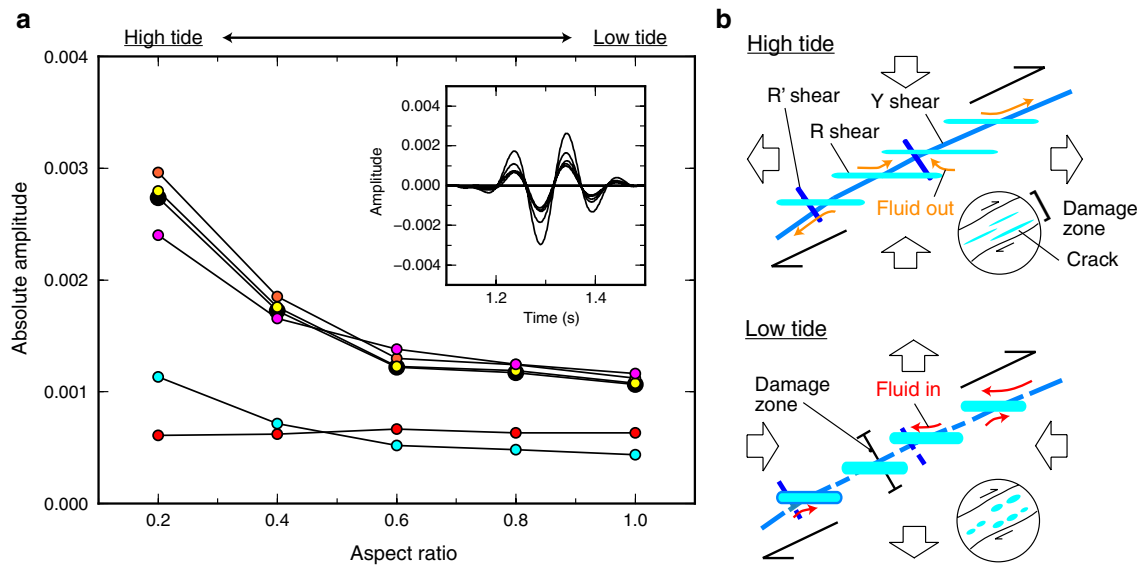 a
High tide
Low tide
0.004
0.003
0.002
0.001
0.000
Absolute amplitude
0.2
0.4
0.6
0.8
1.0
Aspect ratio
0.004
0.002
0.000
−0.002
−0.004
Amplitude
1.2
1.4
Time (s)
b
High tide
R' shear
Y shear
R shear
Fluid out
Damage
zone
Crack
Low tide
Damage
zone
Fluid in